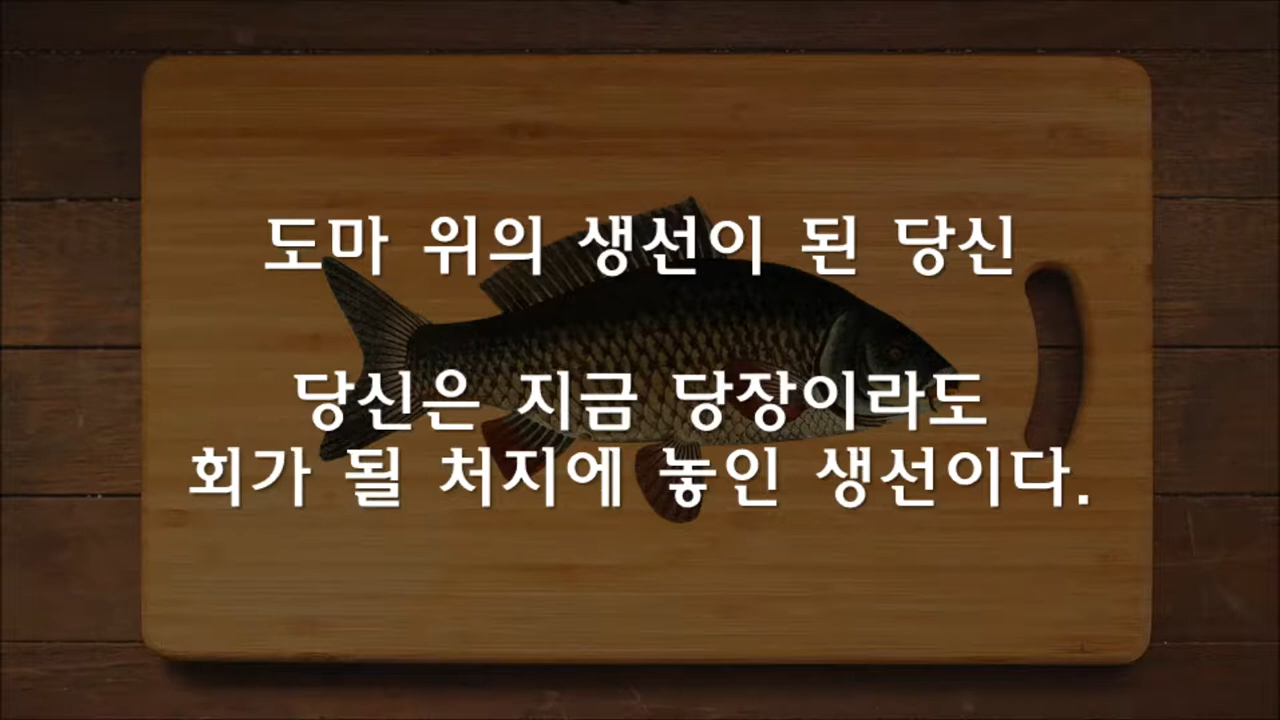 도마 위의 생선이 된 당신
당신은 지금 당장이라도
회가 될 처지에 놓인 생선이다.